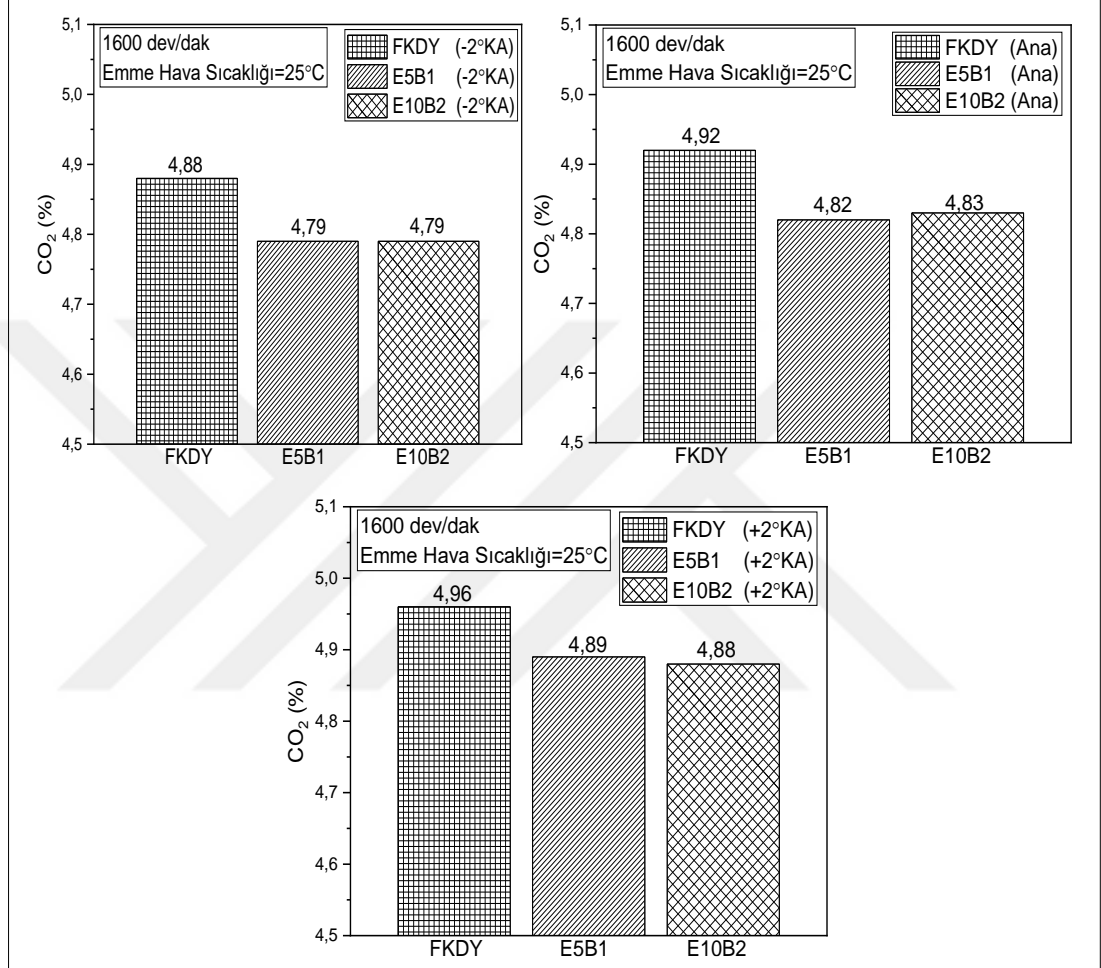 5,1
5,0
4,9
4,8
4,7
4,6
4,5
CO2 (%)
1600 dev/dak
Emme Hava Sıcaklığı=25°C
FKDY (-2°KA)
E5B1 (-2°KA)
E10B2 (-2°KA)
4,88
4,79
4,79
FKDY
E5B1
E10B2
5,1
5,0
4,9
4,8
4,7
4,6
4,5
CO2 (%)
1600 dev/dak
Emme Hava Sıcaklığı=25°C
FKDY (Ana)
E5B1 (Ana)
E10B2 (Ana)
4,92
4,82
4,83
FKDY
E5B1
E10B2
5,1
5,0
4,9
4,8
4,7
4,6
4,5
CO2 (%)
1600 dev/dak
Emme Hava Sıcaklığı=25°C
FKDY (+2°KA)
E5B1 (+2°KA)
E10B2 (+2°KA)
4,96
4,89
4,88
FKDY
E5B1
E10B2